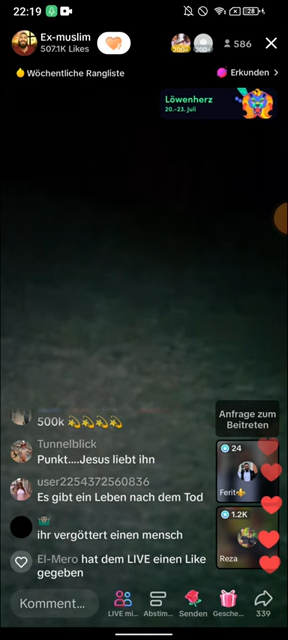 22:19
28
Ex-muslim
507.1K Likes
586
Wöchentliche Rangliste
Erkunden
Löwenherz
20.-23. Juli
500k
Tunnelblick
Punkt....Jesus liebt ihn
user2254372560836
Es gibt ein Leben nach dem Tod
ihr vergöttert einen mensch
El-Mero hat dem LIVE einen Like
gegeben
Anfrage zum
Beitreten
24
Ferit
1.2K
Reza
Komment...
LIVE mi...
Abstim...
Senden
Gesche...
339